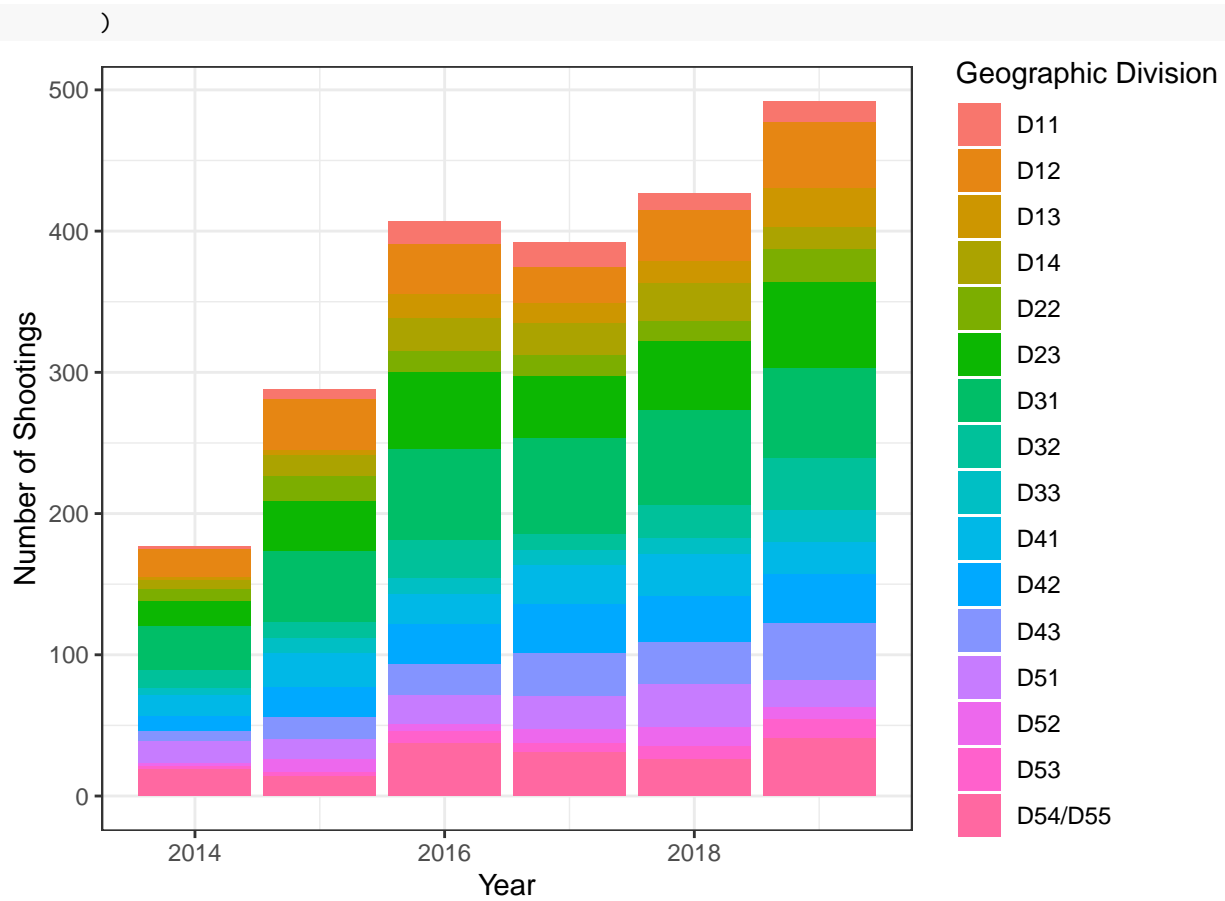 )
Geographic Division
D11
D12
D13
D14
D22
D23
D31
D32
D33
D41
D42
D43
D51
D52
D53
D54/D55
Number of Shootings
500
400
300
200
100
0
2014
2016
2018
Year